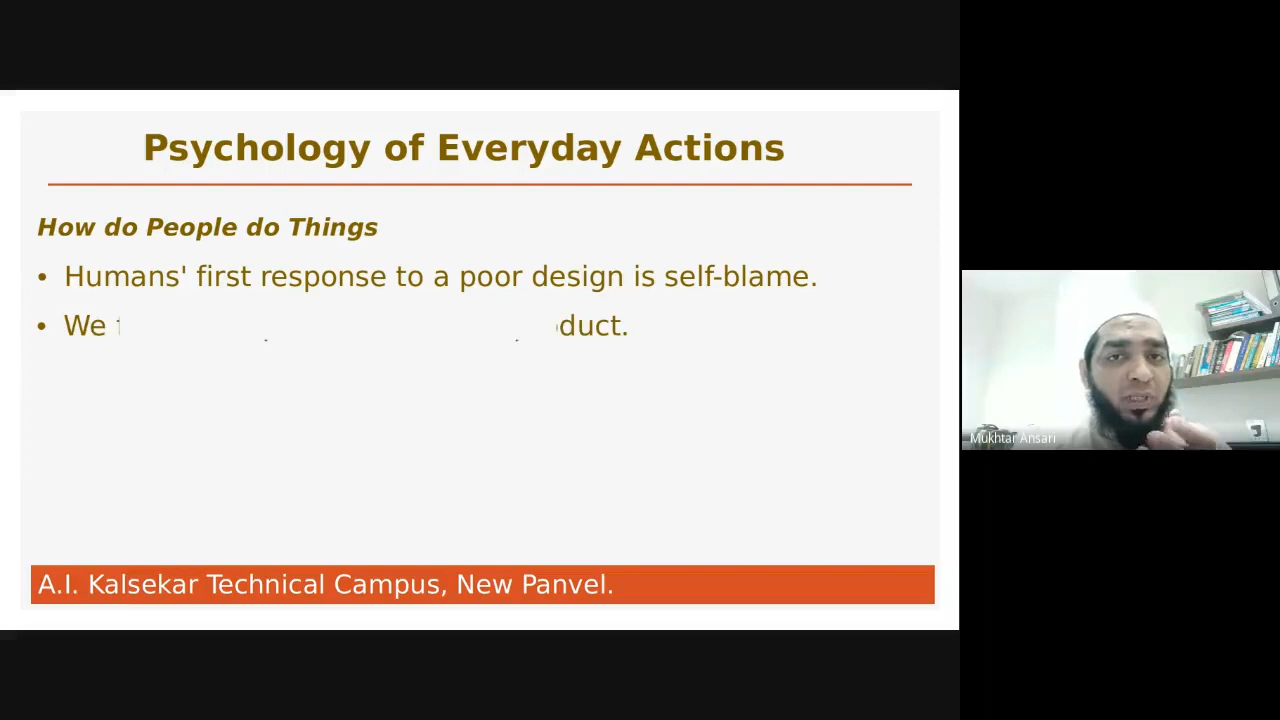 Psychology of Everyday Actions
How do People do Things
• Humans' first response to a poor design is self-blame.
• We
A.I. Kalsekar Technical Campus, New Panvel.
Mukhtar Ansari